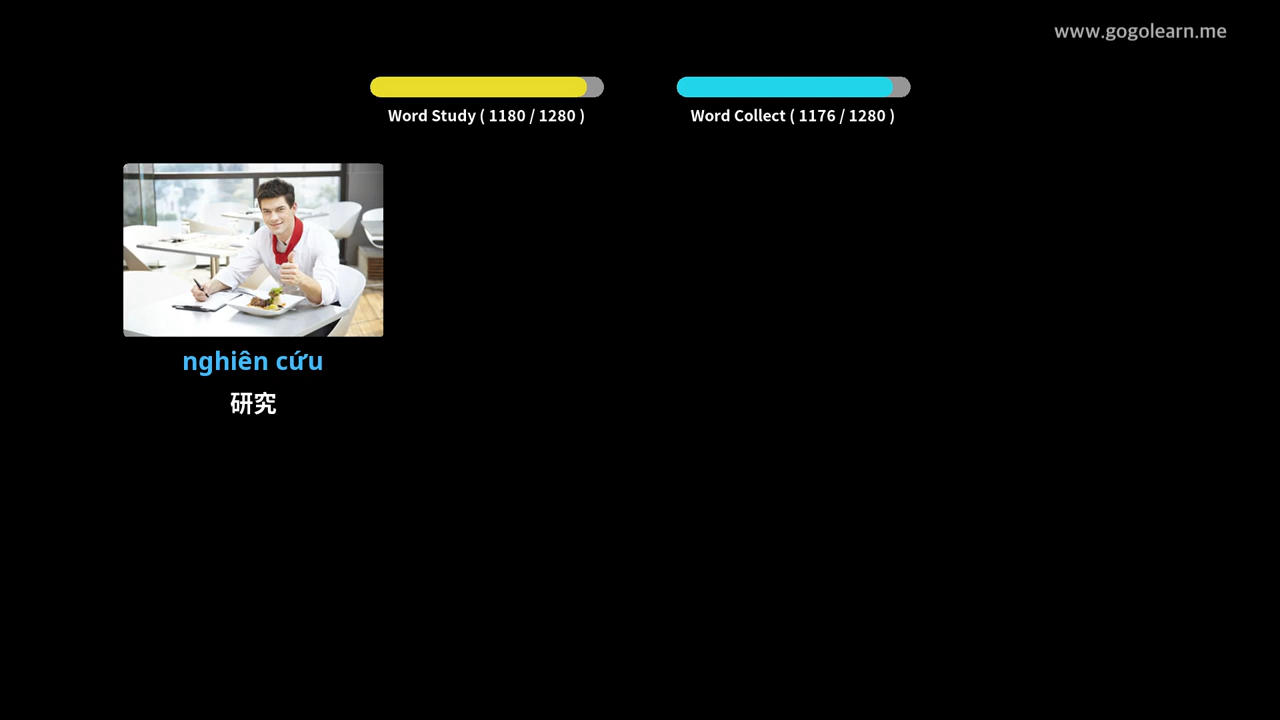 www.gogolearn.me
Word Study ( 1180 / 1280 )
Word Collect ( 1176 / 1280 )
nghiên cứu
研究